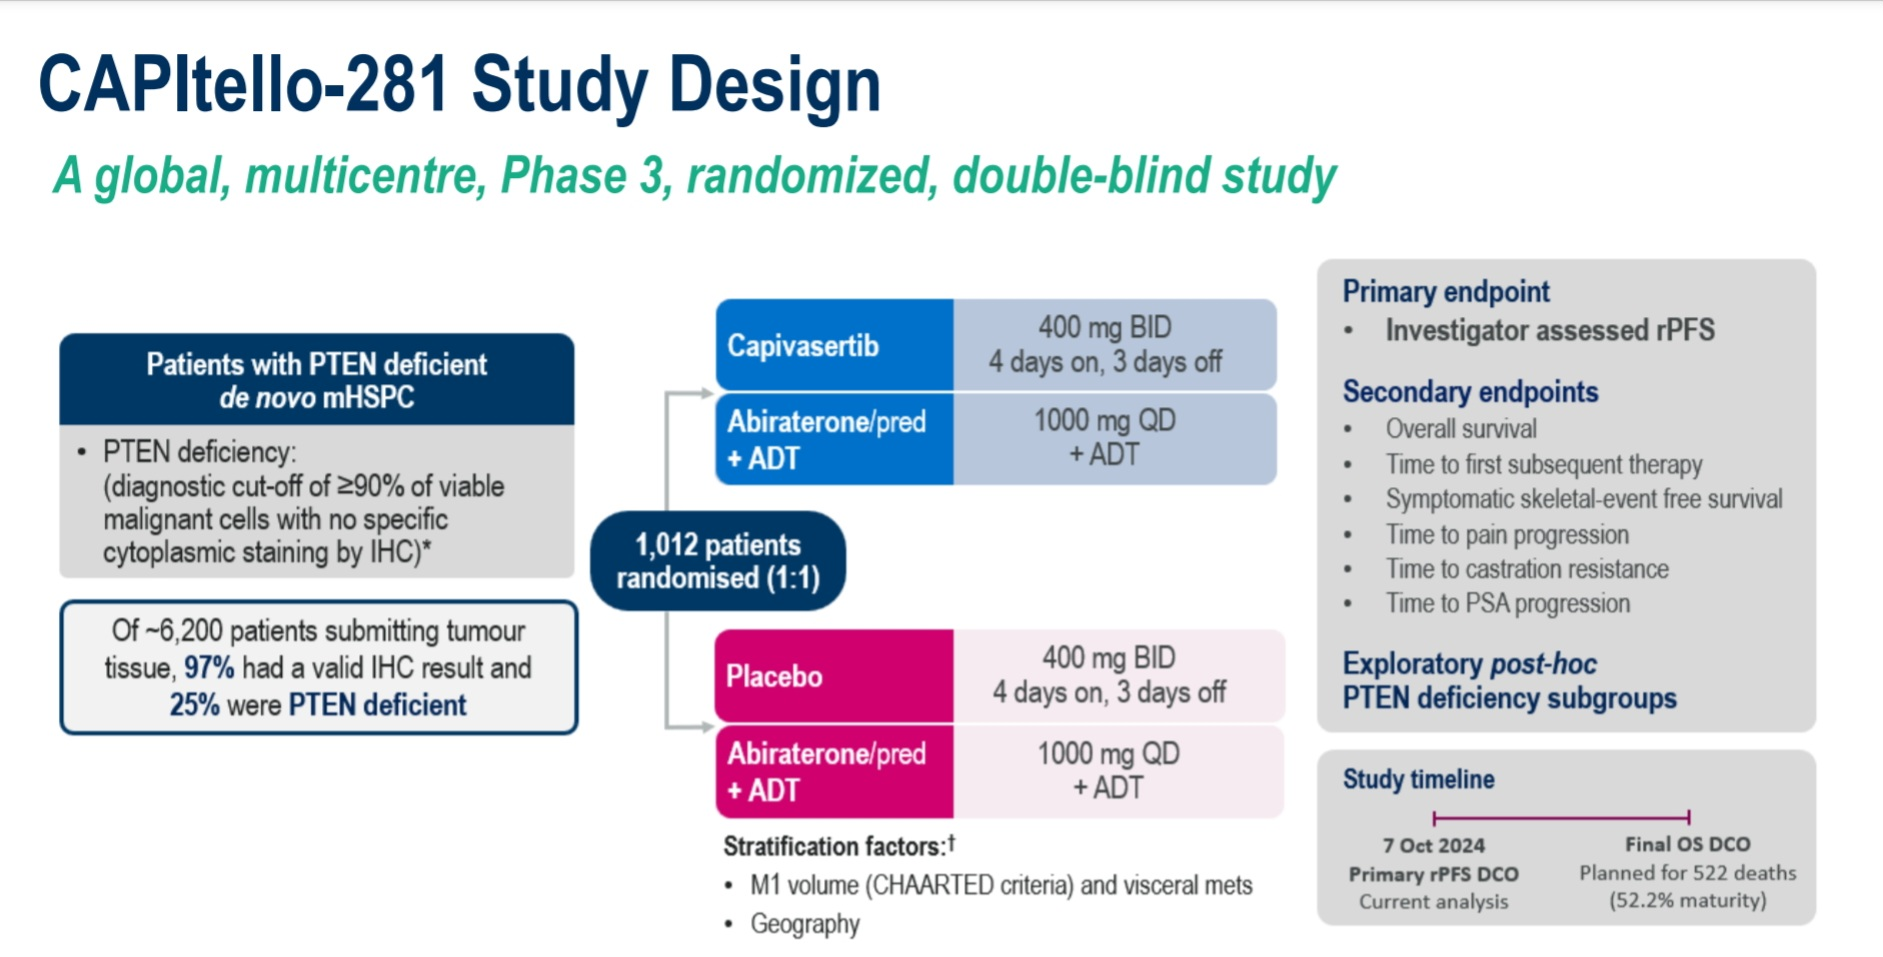 CAPItello-281 Study Design
A global, multicentre, Phase 3, randomized, double-blind study
Patients with PTEN deficient
de novo mHSPC
• PTEN deficiency:
(diagnostic cut-off of ≥90% of viable
malignant cells with no specific
cytoplasmic staining by IHC)*
Of ~6,200 patients submitting tumour
tissue, 97% had a valid IHC result and
25% were PTEN deficient
1,012 patients
randomised (1:1)
Capivasertib
400 mg BID
4 days on, 3 days off
Abiraterone/pred
+ ADT
1000 mg QD
+ ADT
Placebo
400 mg BID
4 days on, 3 days off
Abiraterone/pred
+ ADT
1000 mg QD
+ ADT
Stratification factors:†
• M1 volume (CHAARTED criteria) and visceral mets
• Geography
Primary endpoint
• Investigator assessed rPFS
Secondary endpoints
• Overall survival
• Time to first subsequent therapy
• Symptomatic skeletal-event free survival
• Time to pain progression
• Time to castration resistance
• Time to PSA progression
Exploratory post-hoc
PTEN deficiency subgroups
Study timeline
7 Oct 2024
Primary rPFS DCO
Current analysis
Final OS DCO
Planned for 522 deaths
(52.2% maturity)